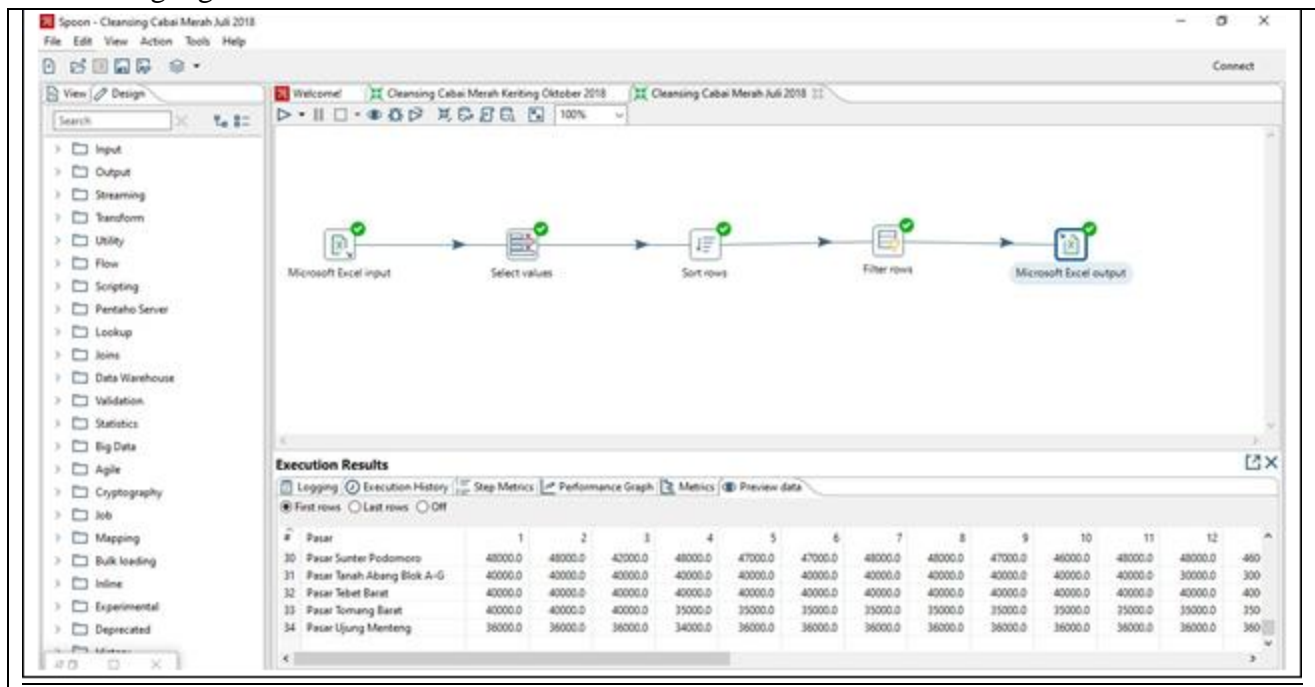 Spoon - Cleansing Cabai Merah Juli 2018
File Edit View Action Tools Help
Connect
View Design
Welcome! Cleansing Cabai Merah Keriting Oktober 2018 Cleansing Cabai Merah Juli 2018
Search
100%
Input
Output
Streaming
Transform
Utility
Flow
Scripting
Pentaho Server
Lookup
Joins
Data Warehouse
Validation
Statistics
Big Data
Agile
Cryptography
Job
Mapping
Bulk loading
Inline
Experimental
Deprecated
History
Microsoft Excel input Select values Sort rows Filter rows Microsoft Excel output
Execution Results
Logging Execution History Step Metrics Performance Graph Metrics Preview data
First rows Last rows Off
# Pasar 1 2 3 4 5 6 7 8 9 10 11 12
30 Pasar Sunter Podomoro 48000.0 48000.0 42000.0 48000.0 47000.0 47000.0 48000.0 48000.0 47000.0 46000.0 48000.0 48000.0 460
31 Pasar Tanah Abang Blok A-G 40000.0 40000.0 40000.0 40000.0 40000.0 40000.0 40000.0 40000.0 40000.0 40000.0 40000.0 30000.0 300
32 Pasar Tebet Barat 40000.0 40000.0 40000.0 40000.0 40000.0 40000.0 40000.0 40000.0 40000.0 40000.0 40000.0 40000.0 400
33 Pasar Tomang Barat 40000.0 40000.0 40000.0 35000.0 35000.0 35000.0 35000.0 35000.0 35000.0 35000.0 35000.0 35000.0 350
34 Pasar Ujung Menteng 36000.0 36000.0 36000.0 34000.0 36000.0 36000.0 36000.0 36000.0 36000.0 36000.0 36000.0 36000.0 360